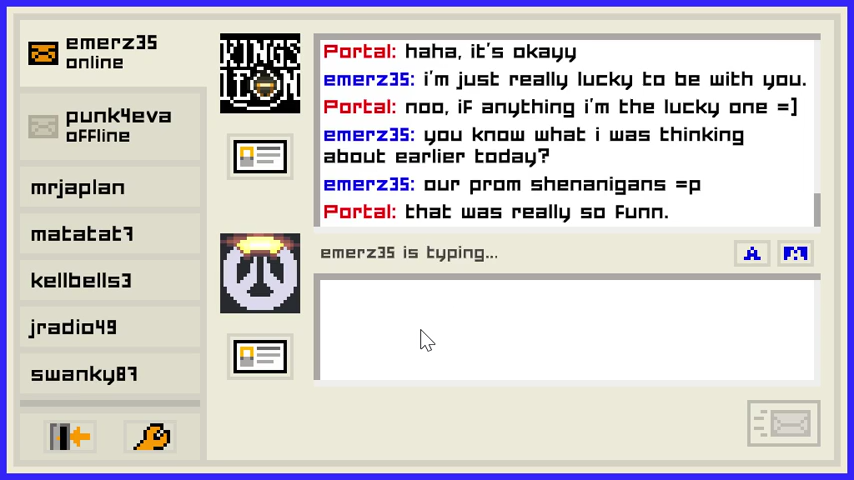 emerz35
online
punk4eva
offline
mrjaplan
matatat7
kellbells3
jradio49
swanky87
KINGS
Portal: haha, it's okayy
emerz35: i'm just really lucky to be with you.
Portal: noo, if anything i'm the lucky one =]
emerz35: you know what i was thinking
about earlier today?
emerz35: our prom shenanigans =p
Portal: that was really so funn.
emerz35 is typing...